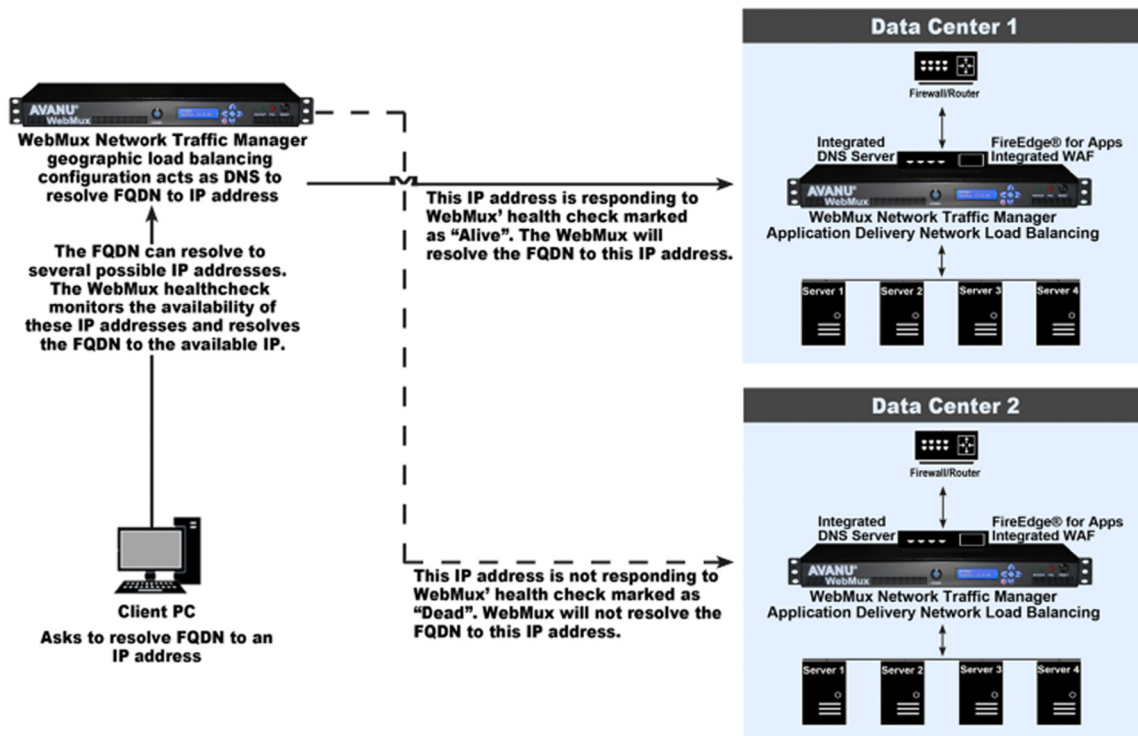 AVANU®
WebMux
WebMux Network Traffic Manager
geographic load balancing
configuration acts as DNS to
resolve FQDN to IP address
The FQDN can resolve to
several possible IP addresses.
The WebMux healthcheck
monitors the availability of
these IP addresses and resolves
the FQDN to the available IP.
Client PC
Asks to resolve FQDN to an
IP address
This IP address is responding to
WebMux’ health check marked
as “Alive”. The WebMux will
resolve the FQDN to this IP address.
This IP address is not responding to
WebMux’ health check marked as
“Dead”. WebMux will not resolve the
FQDN to this IP address.
Data Center 1
Firewall/Router
Integrated
DNS Server
FireEdge® for Apps
Integrated WAF
AVANU®
WebMux
WebMux Network Traffic Manager
Application Delivery Network Load Balancing
Server 1 Server 2 Server 3 Server 4
Data Center 2
Firewall/Router
Integrated
DNS Server
FireEdge® for Apps
Integrated WAF
AVANU®
WebMux
WebMux Network Traffic Manager
Application Delivery Network Load Balancing
Server 1 Server 2 Server 3 Server 4